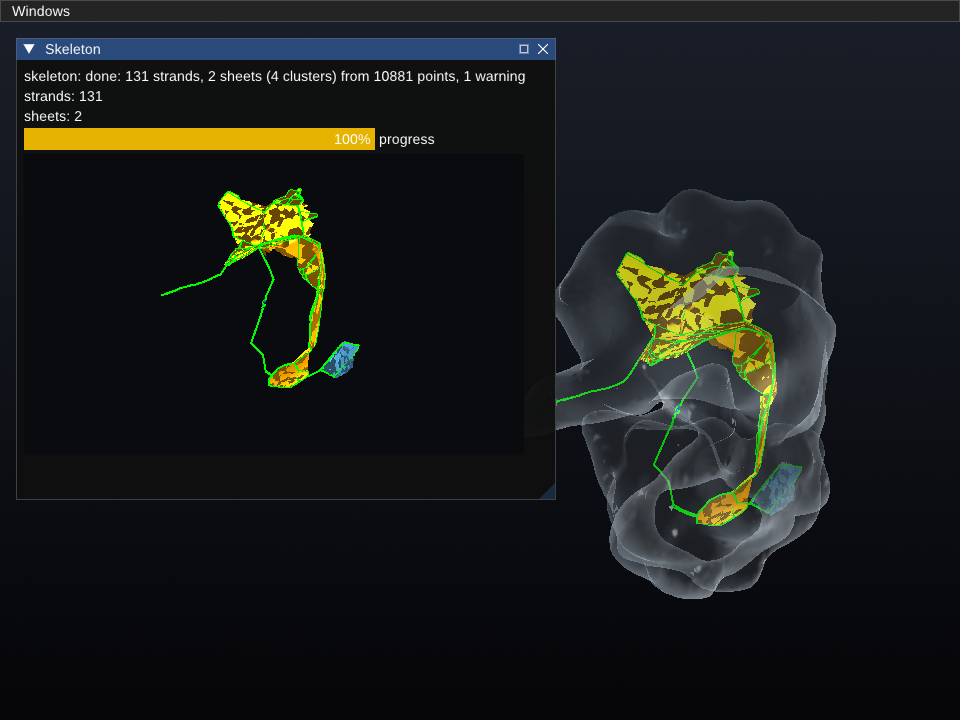 Windows
Skeleton
skeleton: done: 131 strands, 2 sheets (4 clusters) from 10881 points, 1 warning
strands: 131
sheets: 2
100% progress